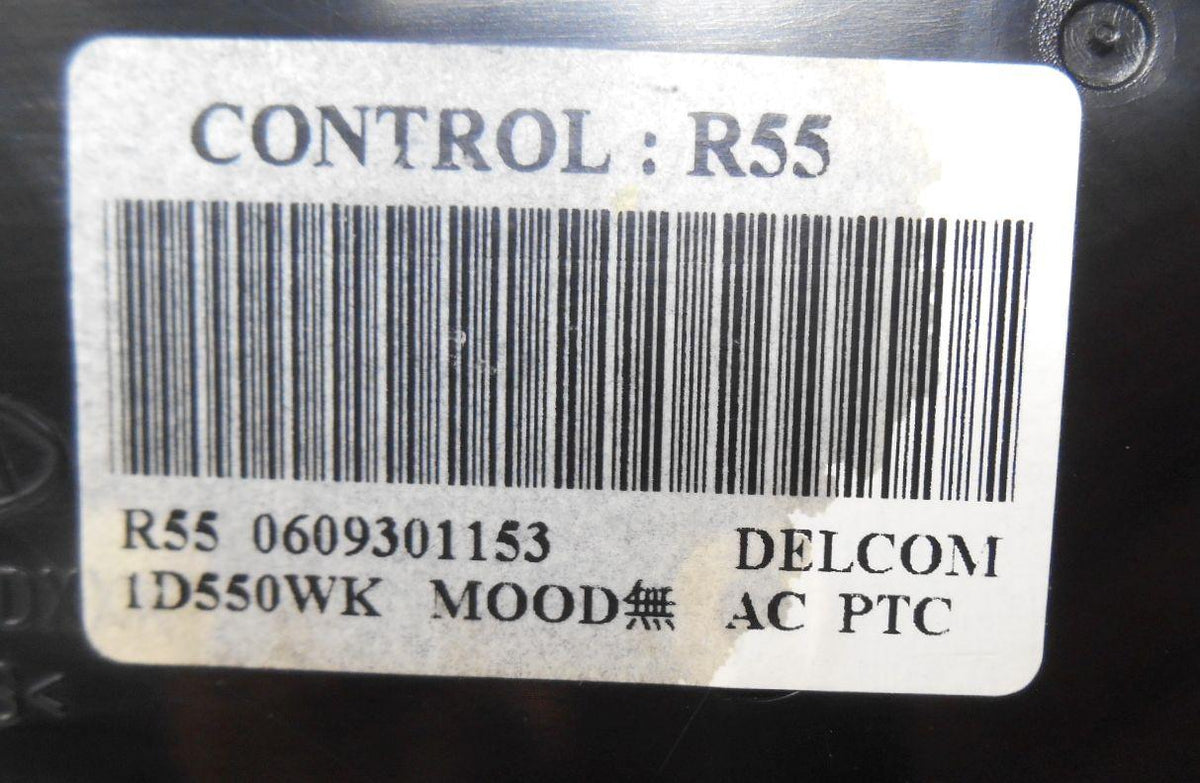 CONTROL : R55
R55 0609301153 DELCOM
1D550WK MOOD無 AC PTC